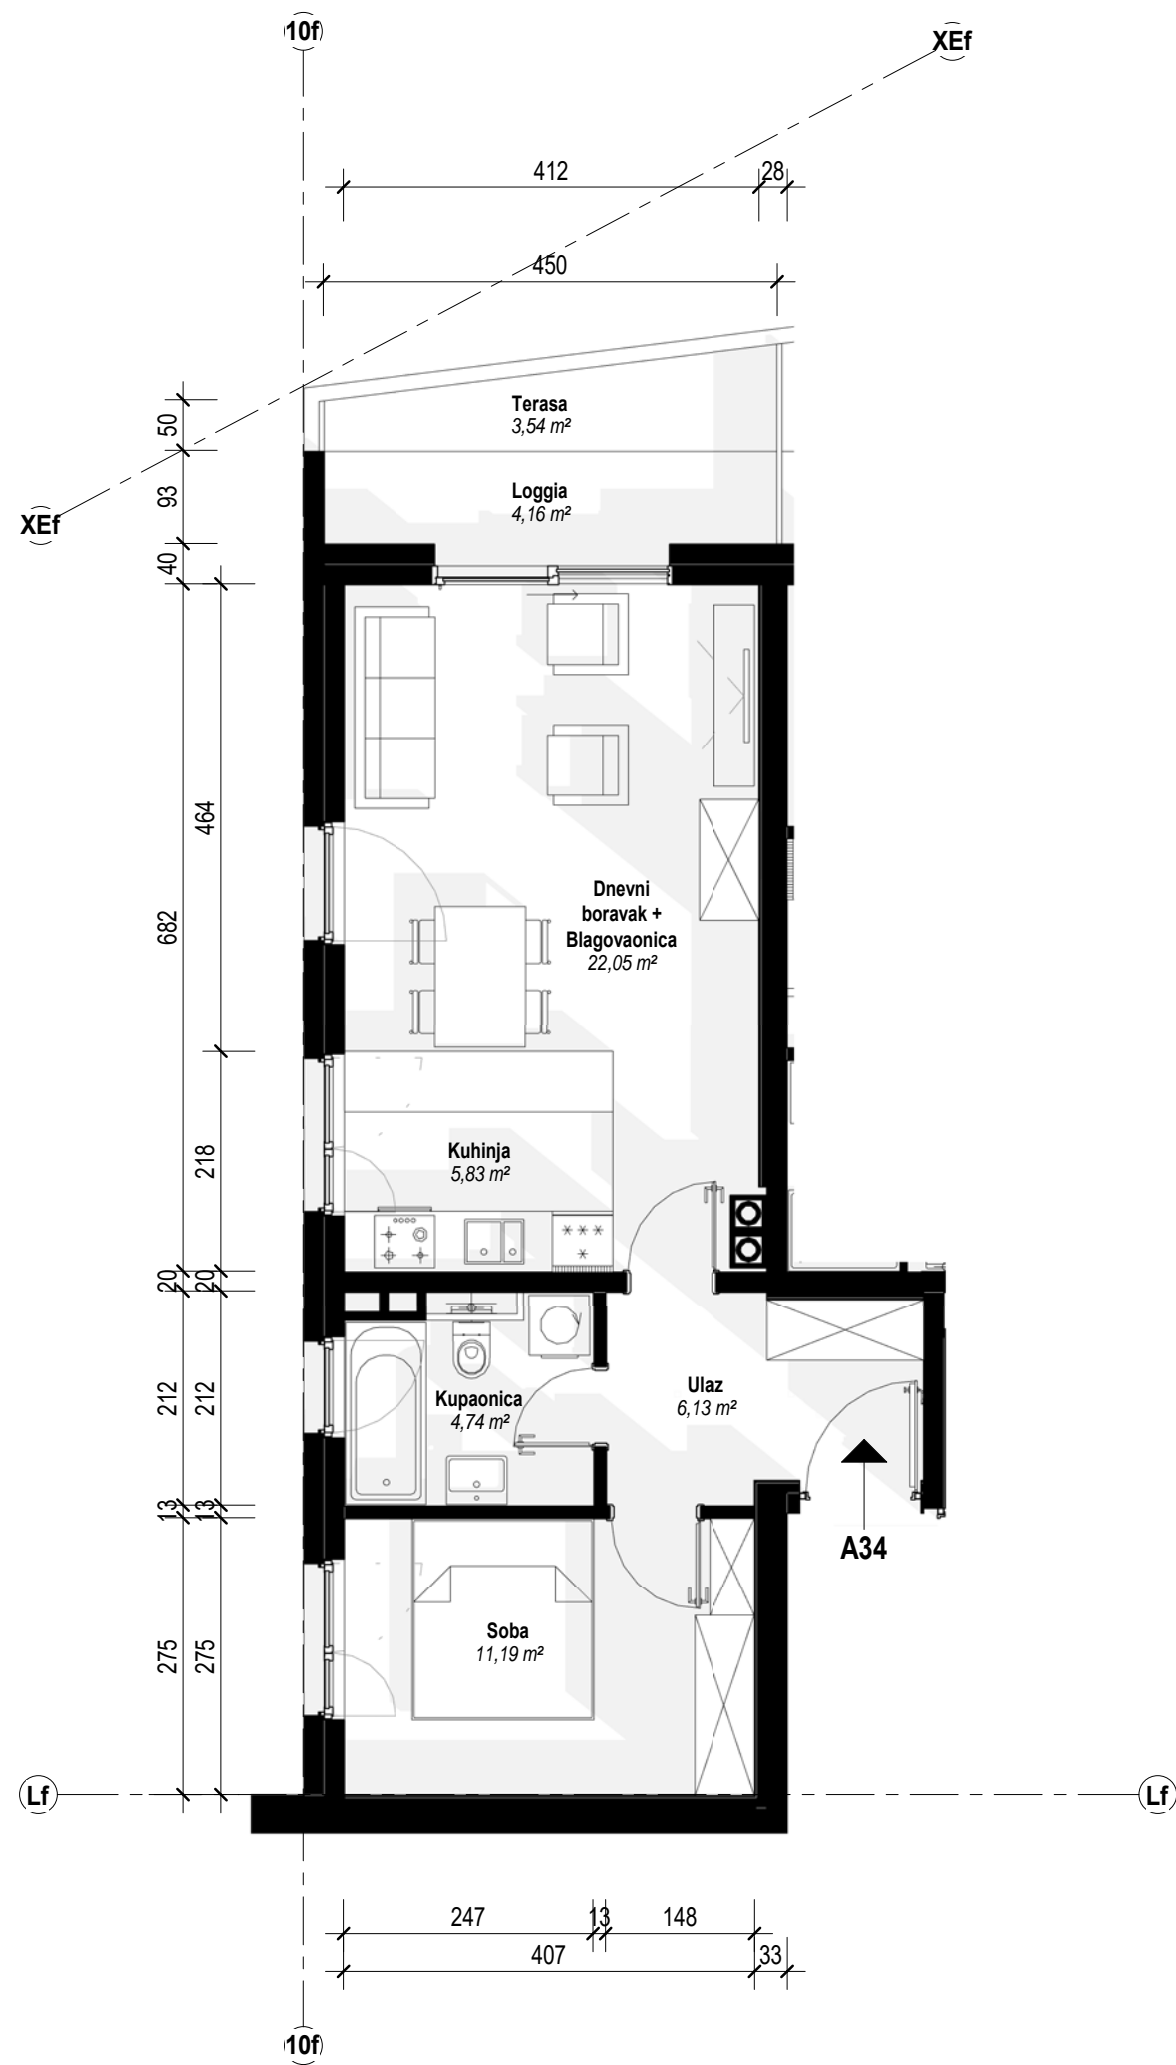 10f
XEf
412
28
450
Terasa
3,54 m²
50
Loggia
4,16 m²
93
XEf
40
464
682
Dnevni
boravak +
Blagovaonica
22,05 m²
218
Kuhinja
5,83 m²
20
20
212
212
Kupaonica
4,74 m²
Ulaz
6,13 m²
13
13
A34
275
275
Soba
11,19 m²
Lf
Lf
247
13
148
407
33
10f